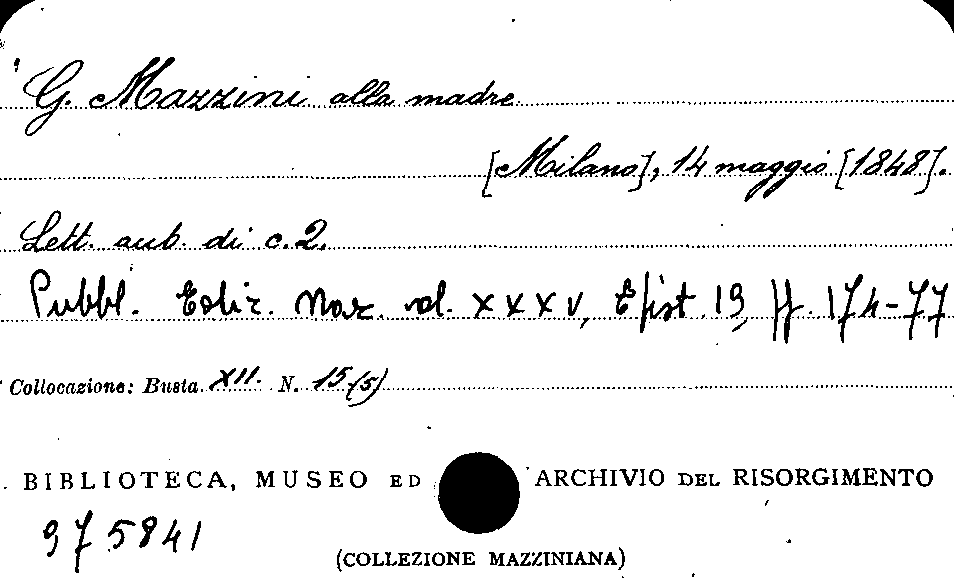 G. Mazzini alla madre
[Milano], 14 maggio [1848].
Lett. aut. di c. 2.
Pubbl. Ediz. Naz. vol. XXXV, Epist. 19, pp. 174-77
Collocazione: Busta XII. N. 15(5)
BIBLIOTECA, MUSEO ED ARCHIVIO DEL RISORGIMENTO
975841
(COLLEZIONE MAZZINIANA)